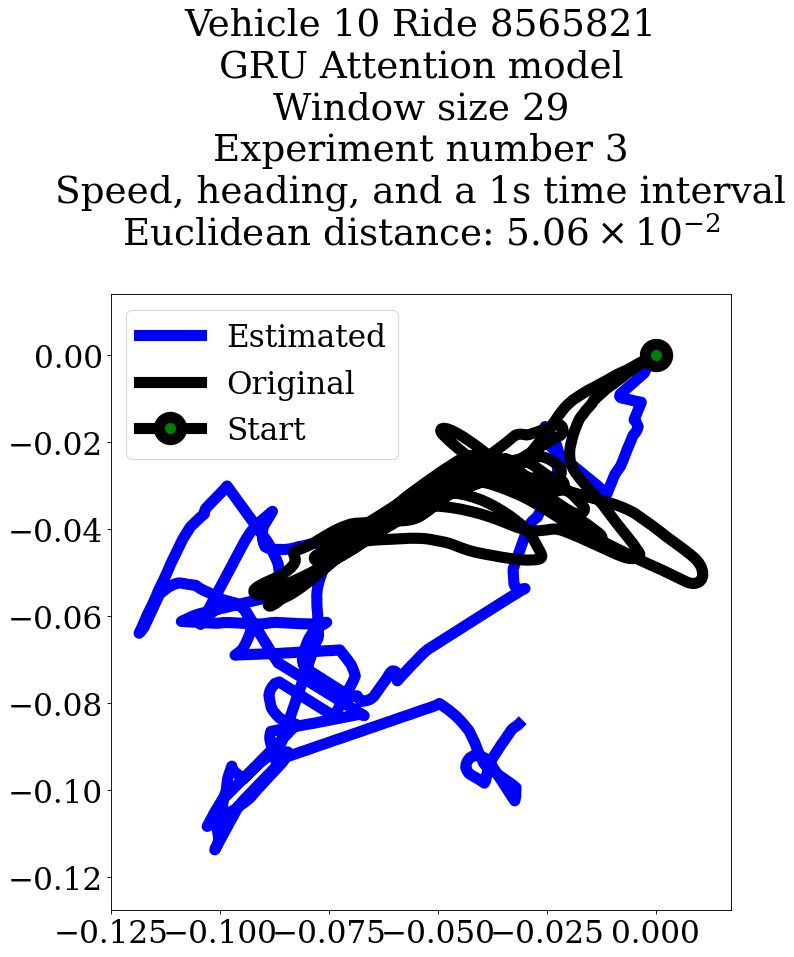 Vehicle 10 Ride 8565821
GRU Attention model
Window size 29
Experiment number 3
Speed, heading, and a 1s time interval
Euclidean distance: 5.06 × 10⁻²
Estimated
Original
Start
0.00
−0.02
−0.04
−0.06
−0.08
−0.10
−0.12
−0.125 −0.100 −0.075 −0.050 −0.025 0.000